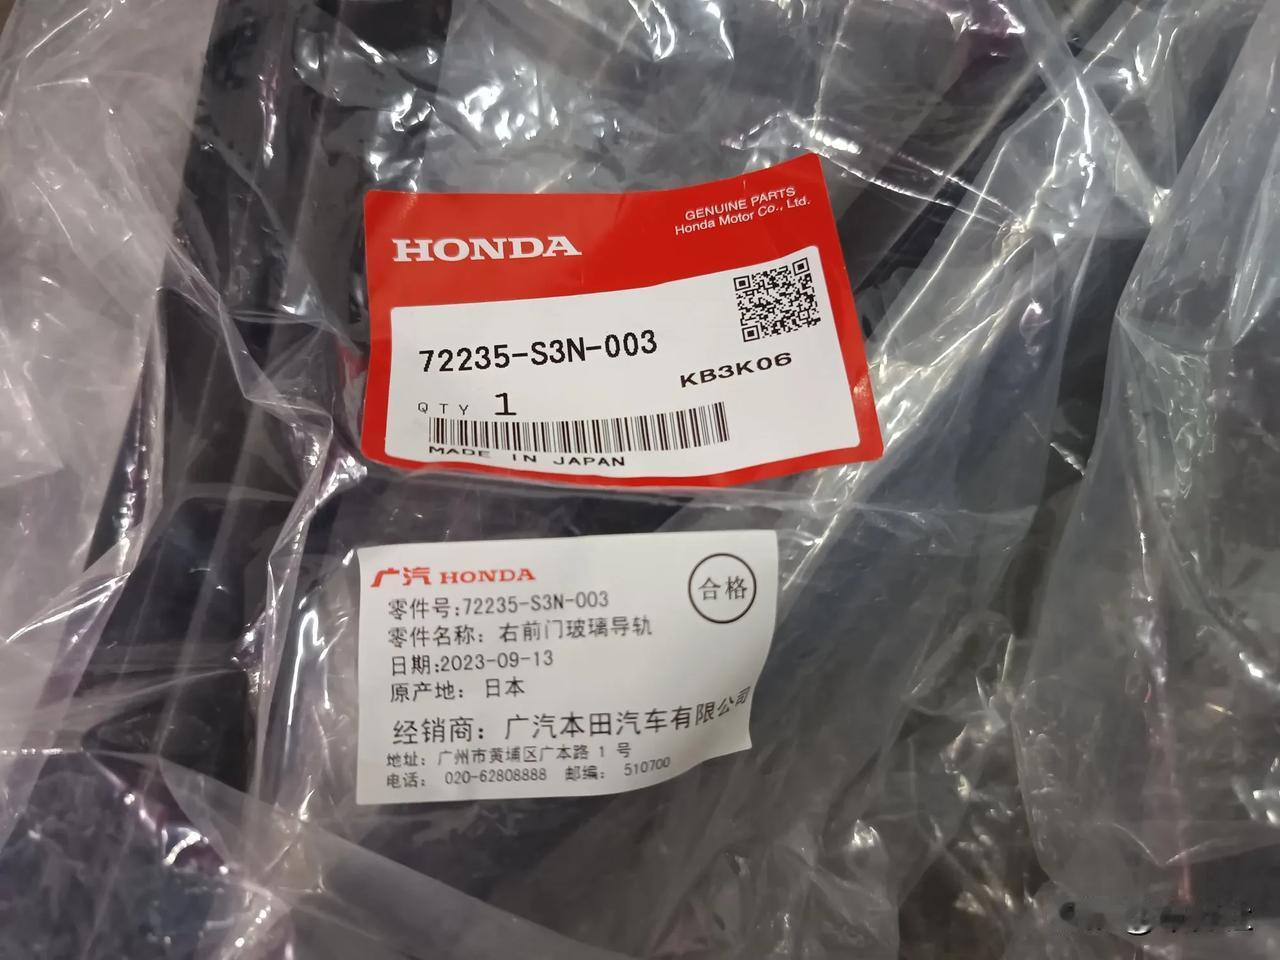 GENUINE PARTS
Honda Motor Co., Ltd.
HONDA
72235-S3N-003
KB3K06
QTY 1
MADE IN JAPAN
广汽 HONDA
合格
零件号:72235-S3N-003
零件名称: 右前门玻璃导轨
日期:2023-09-13
原产地: 日本
经销商: 广汽本田汽车有限公司
地址: 广州市黄埔区广本路 1 号
电话: 020-62808888 邮编: 510700